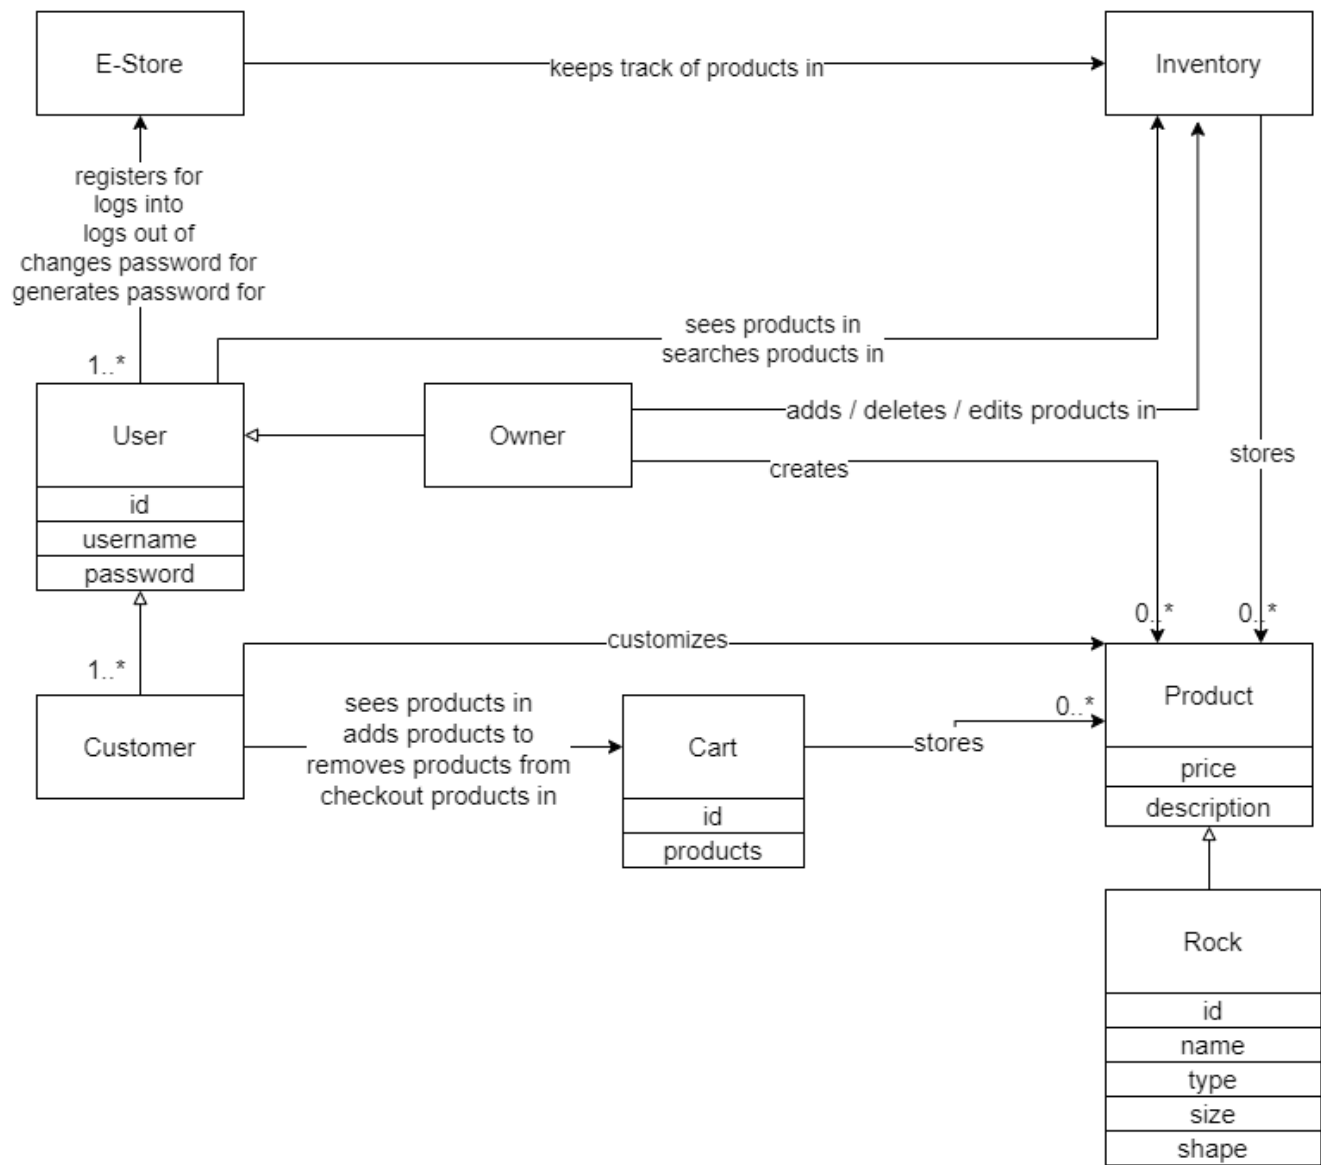 E-Store
keeps track of products in
Inventory
registers for
logs into
logs out of
changes password for
generates password for
1..*
sees products in
searches products in
User
id
username
password
Owner
adds / deletes / edits products in
creates
stores
0..*
0..*
1..*
customizes
Customer
sees products in
adds products to
removes products from
checkout products in
Cart
id
products
stores
0..*
Product
price
description
Rock
id
name
type
size
shape